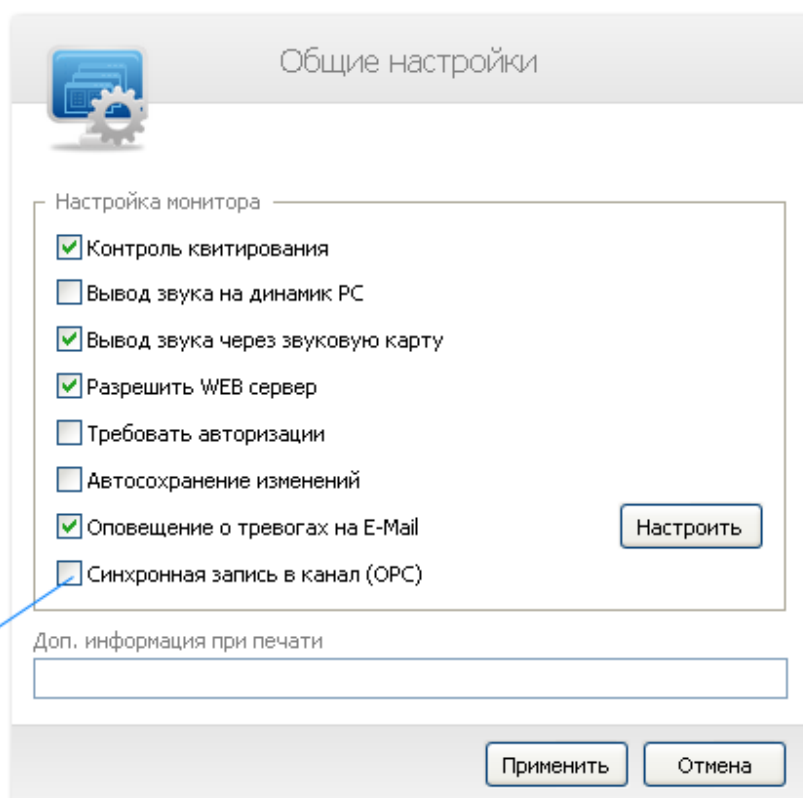 Общие настройки
Настройка монитора
Контроль квитирования
Вывод звука на динамик PC
Вывод звука через звуковую карту
Разрешить WEB сервер
Требовать авторизации
Автосохранение изменений
Оповещение о тревогах на E-Mail
Настроить
Синхронная запись в канал (OPC)
Доп. информация при печати
Применить
Отмена